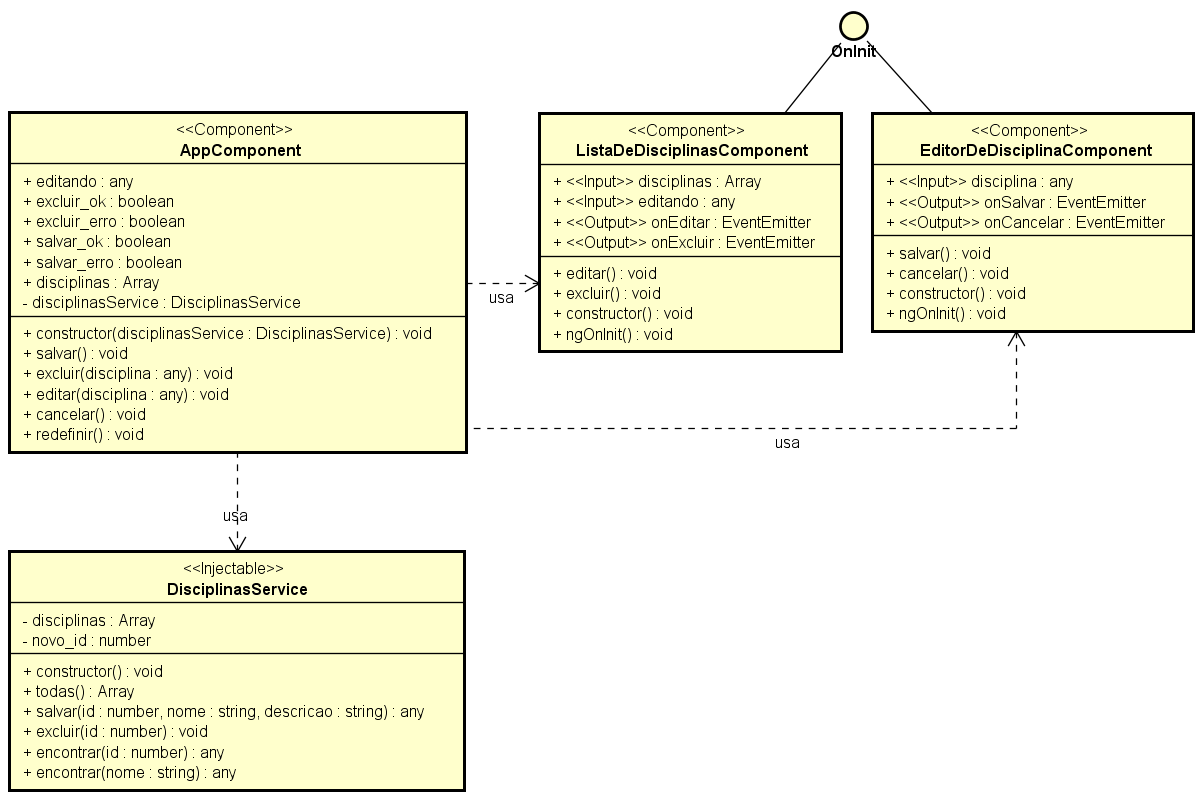 OnInit
<<Component>>
AppComponent
+ editando : any
+ excluir_ok : boolean
+ excluir_erro : boolean
+ salvar_ok : boolean
+ salvar_erro : boolean
+ disciplinas : Array
- disciplinasService : DisciplinasService
+ constructor(disciplinasService : DisciplinasService) : void
+ salvar() : void
+ excluir(disciplina : any) : void
+ editar(disciplina : any) : void
+ cancelar() : void
+ redefinir() : void
usa
<<Component>>
ListaDeDisciplinasComponent
+ <<Input>> disciplinas : Array
+ <<Input>> editando : any
+ <<Output>> onEditar : EventEmitter
+ <<Output>> onExcluir : EventEmitter
+ editar() : void
+ excluir() : void
+ constructor() : void
+ ngOnInit() : void
<<Component>>
EditorDeDisciplinaComponent
+ <<Input>> disciplina : any
+ <<Output>> onSalvar : EventEmitter
+ <<Output>> onCancelar : EventEmitter
+ salvar() : void
+ cancelar() : void
+ constructor() : void
+ ngOnInit() : void
usa
usa
<<Injectable>>
DisciplinasService
- disciplinas : Array
- novo_id : number
+ constructor() : void
+ todas() : Array
+ salvar(id : number, nome : string, descricao : string) : any
+ excluir(id : number) : void
+ encontrar(id : number) : any
+ encontrar(nome : string) : any